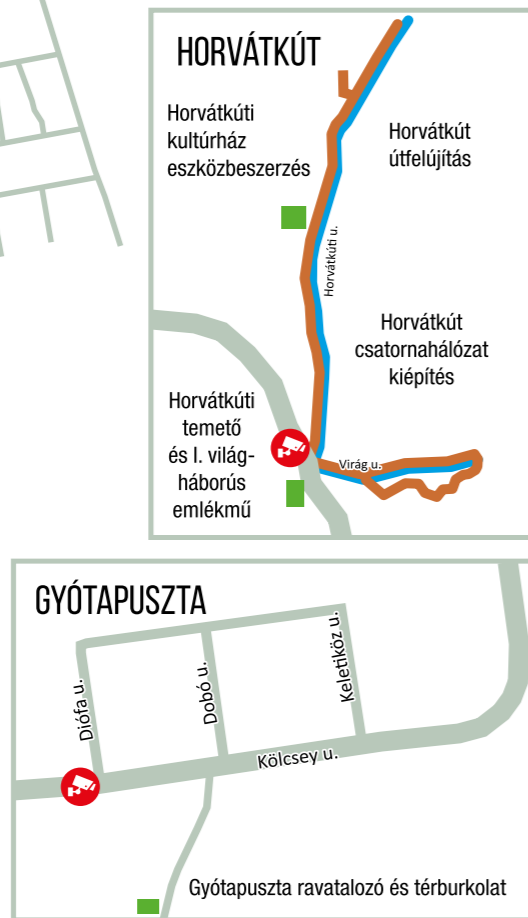 HORVÁTKÚT
Horvátkúti
kultúrház
eszközbeszerzés
Horvátkút
útfelújítás
Horvátkúti u.
Horvátkút
csatornahálózat
kiépítés
Horvátkúti
temető
és I. világ-
háborús
emlékmű
Virág u.
GYÓTAPUSZTA
Diófa u.
Dobó u.
Keletiköz u.
Kölcsey u.
Gyótapuszta ravatalozó és térburkolat